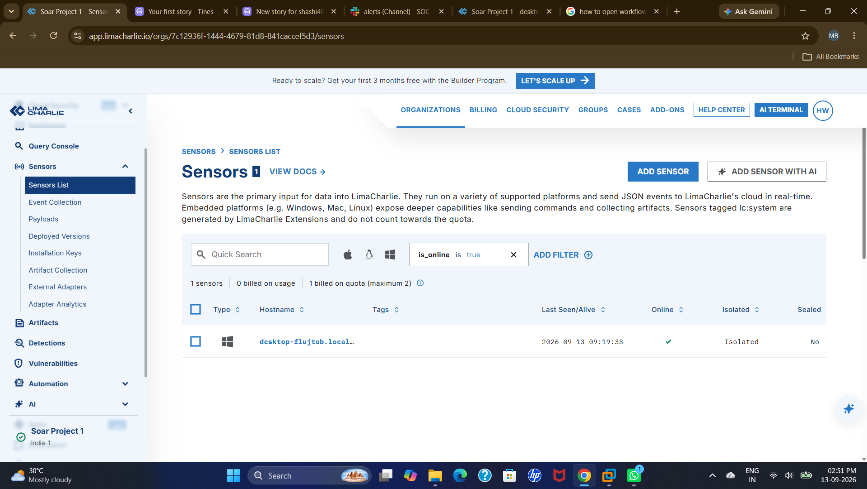 Soar Project 1 - Sensor
Your first story - Tines
New story for shashi4
alerts (Channel) - SOC
Soar Project 1 - deskto
how to open workflow
Ask Gemini
app.limacharlie.io/orgs/7c12936f-1444-4679-81d8-841caccef5d3/sensors
MR
All Bookmarks
Ready to scale? Get your first 3 months free with the Builder Program.
LET'S SCALE UP
LIMA
CHARLIE
ORGANIZATIONS
BILLING
CLOUD SECURITY
GROUPS
CASES
ADD-ONS
HELP CENTER
AI TERMINAL
HW
Query Console
Sensors
Sensors List
Event Collection
Payloads
Deployed Versions
Installation Keys
Artifact Collection
External Adapters
Adapter Analytics
Artifacts
Detections
Vulnerabilities
Automation
AI
Soar Project 1
india-1
SENSORS > SENSORS LIST
Sensors 1 VIEW DOCS
ADD SENSOR
ADD SENSOR WITH AI
Sensors are the primary input for data into LimaCharlie. They run on a variety of supported platforms and send JSON events to LimaCharlie's cloud in real-time.
Embedded platforms (e.g. Windows, Mac, Linux) expose deeper capabilities like sending commands and collecting artifacts. Sensors tagged lc:system are
generated by LimaCharlie Extensions and do not count towards the quota.
Quick Search
is_online is true
ADD FILTER
1 sensors
0 billed on usage
1 billed on quota (maximum 2)
Type Hostname Tags Last Seen/Alive Online Isolated Sealed
desktop-flujtob.local… 2026-09-13 09:19:33 Isolated No
30°C
Mostly cloudy
Search
1
ENG
IN
02:51 PM
13-09-2026